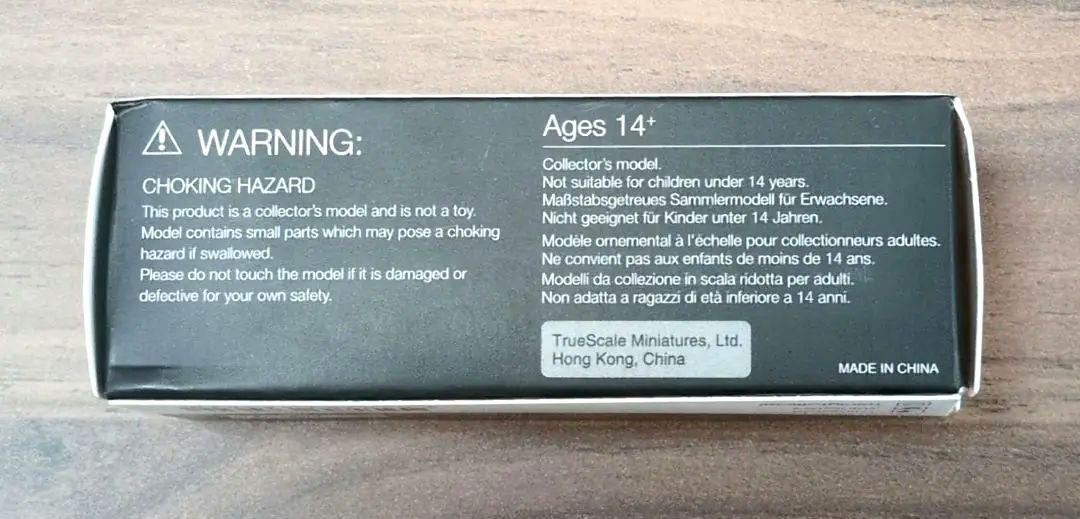 WARNING:
CHOKING HAZARD
This product is a collector's model and is not a toy.
Model contains small parts which may pose a choking
hazard if swallowed.
Please do not touch the model if it is damaged or
defective for your own safety.
Ages 14+
Collector's model.
Not suitable for children under 14 years.
Maßstabsgetreues Sammlermodell für Erwachsene.
Nicht geeignet für Kinder unter 14 Jahren.
Modèle ornemental à l'échelle pour collectionneurs adultes.
Ne convient pas aux enfants de moins de 14 ans.
Modelli da collezione in scala ridotta per adulti.
Non adatta a ragazzi di età inferiore a 14 anni.
TrueScale Miniatures, Ltd.
Hong Kong, China
MADE IN CHINA